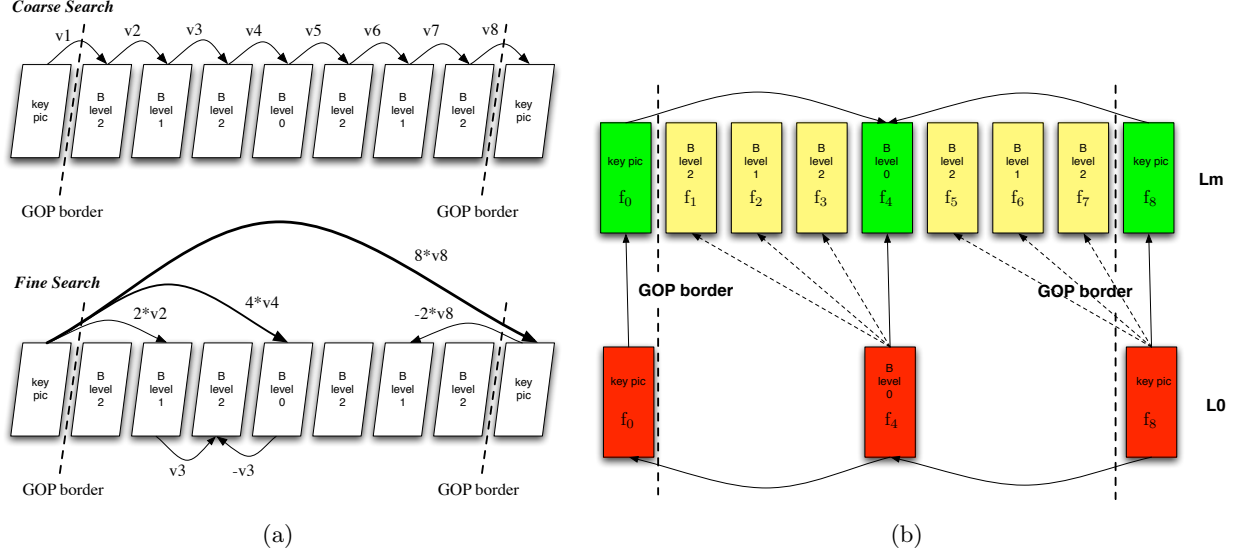 Coarse Search
v1 v2 v3 v4 v5 v6 v7 v8
key pic
B level 2
B level 1
B level 2
B level 0
B level 2
B level 1
B level 2
key pic
GOP border
GOP border
Fine Search
8*v8
2*v2
4*v4
-2*v8
key pic
B level 2
B level 1
B level 2
B level 0
B level 2
B level 1
B level 2
key pic
v3
-v3
GOP border
GOP border
(a)
key pic f0
B level 2 f1
B level 1 f2
B level 2 f3
B level 0 f4
B level 2 f5
B level 1 f6
B level 2 f7
key pic f8
Lm
GOP border
GOP border
key pic f0
B level 0 f4
key pic f8
L0
(b)